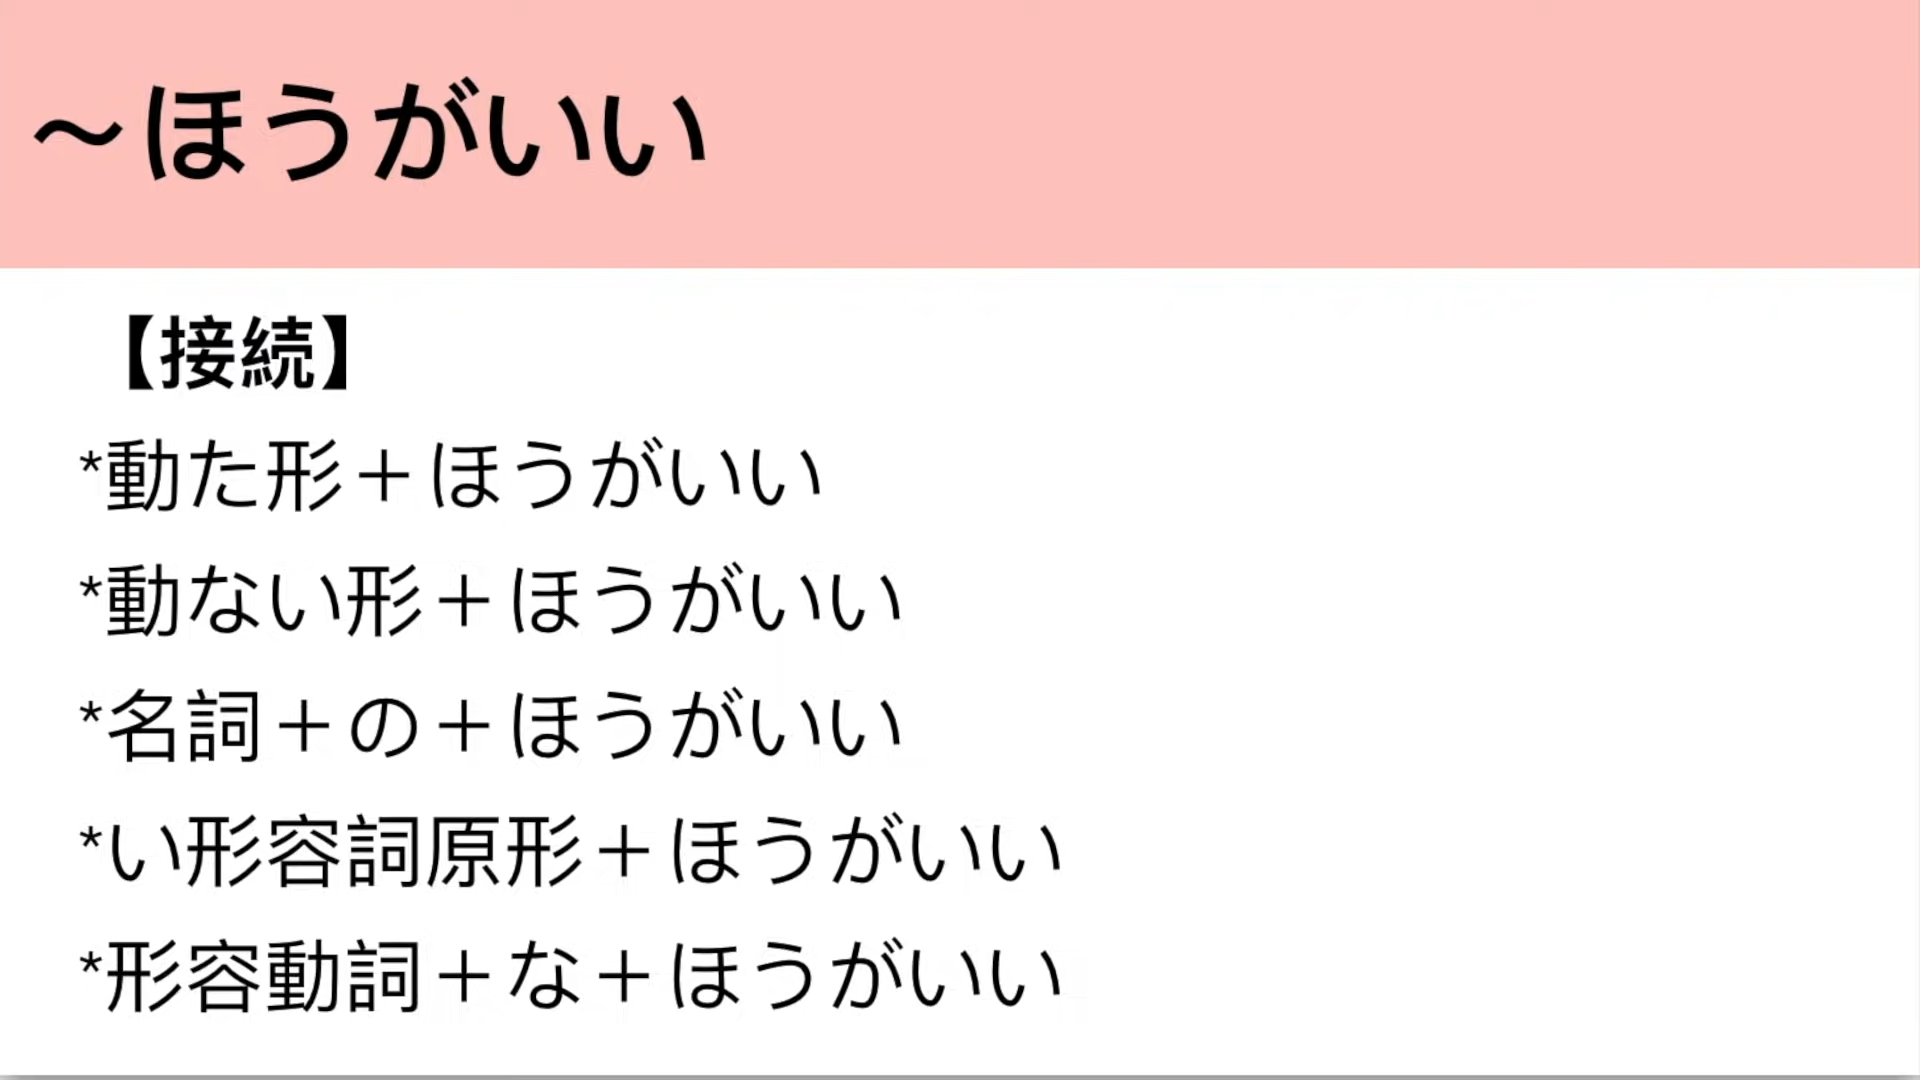 ～ほうがいい
【接続】
*動た形＋ほうがいい
*動ない形＋ほうがいい
*名詞＋の＋ほうがいい
*い形容詞原形＋ほうがいい
*形容動詞＋な＋ほうがいい